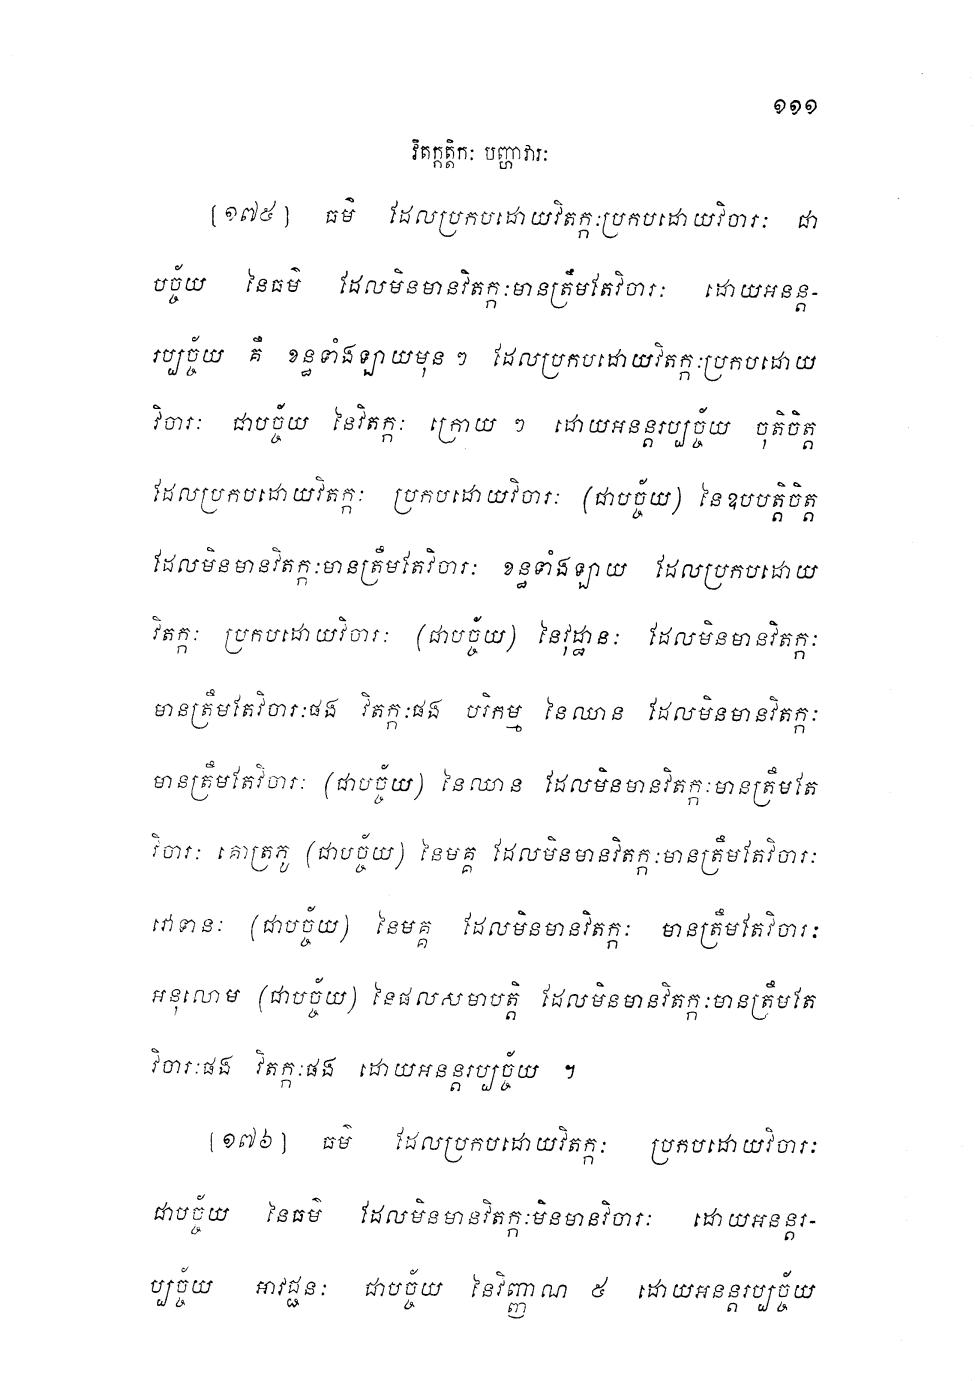 ១១១
វិតក្កត្តិកៈ បញ្ហាវារៈ
[១៧៥] ធម៌ ដែលប្រកបដោយវិតក្កៈប្រកបដោយវិចារៈ ជា
បច្ច័យ នៃធម៌ ដែលមិនមានវិតក្កៈមានត្រឹមតែវិចារៈ ដោយអនន្ត-
រប្បច្ច័យ គឺ ខន្ធទាំងឡាយមុន ៗ ដែលប្រកបដោយវិតក្កៈប្រកបដោយ
វិចារៈ ជាបច្ច័យ នៃវិតក្កៈ ក្រោយ ៗ ដោយអនន្តរប្បច្ច័យ ចុតិចិត្ត
ដែលប្រកបដោយវិតក្កៈ ប្រកបដោយវិចារៈ (ជាបច្ច័យ) នៃឧបបត្តិចិត្ត
ដែលមិនមានវិតក្កៈមានត្រឹមតែវិចារៈ ខន្ធទាំងឡាយ ដែលប្រកបដោយ
វិតក្កៈ ប្រកបដោយវិចារៈ (ជាបច្ច័យ) នៃវុដ្ឋានៈ ដែលមិនមានវិតក្កៈ
មានត្រឹមតែវិចារៈផង វិតក្កៈផង បរិកម្ម នៃឈាន ដែលមិនមានវិតក្កៈ
មានត្រឹមតែវិចារៈ (ជាបច្ច័យ) នៃឈាន ដែលមិនមានវិតក្កៈមានត្រឹមតែ
វិចារៈ គោត្រភូ (ជាបច្ច័យ) នៃមគ្គ ដែលមិនមានវិតក្កៈមានត្រឹមតែវិចារៈ
វោទានៈ (ជាបច្ច័យ) នៃមគ្គ ដែលមិនមានវិតក្កៈ មានត្រឹមតែវិចារៈ
អនុលោម (ជាបច្ច័យ) នៃផលសមាបត្តិ ដែលមិនមានវិតក្កៈមានត្រឹមតែ
វិចារៈផង វិតក្កៈផង ដោយអនន្តរប្បច្ច័យ ។
[១៧៦] ធម៌ ដែលប្រកបដោយវិតក្កៈ ប្រកបដោយវិចារៈ
ជាបច្ច័យ នៃធម៌ ដែលមិនមានវិតក្កៈមិនមានវិចារៈ ដោយអនន្តរ-
ប្បច្ច័យ អាវជ្ជនៈ ជាបច្ច័យ នៃវិញ្ញាណ ៥ ដោយអនន្តរប្បច្ច័យ